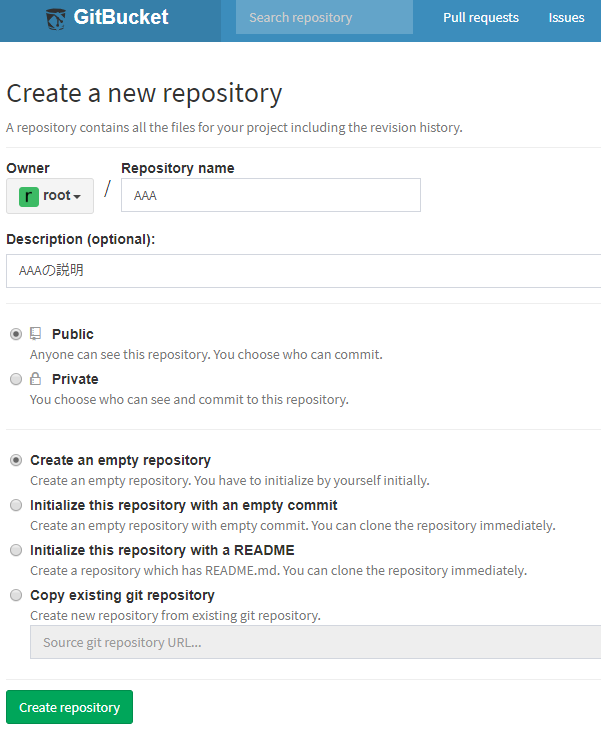 GitBucket
Search repository
Pull requests
Issues
Create a new repository
A repository contains all the files for your project including the revision history.
Owner
Repository name
r root
/
AAA
Description (optional):
AAAの説明
Public
Anyone can see this repository. You choose who can commit.
Private
You choose who can see and commit to this repository.
Create an empty repository
Create an empty repository. You have to initialize by yourself initially.
Initialize this repository with an empty commit
Create an empty repository with empty commit. You can clone the repository immediately.
Initialize this repository with a README
Create a repository which has README.md. You can clone the repository immediately.
Copy existing git repository
Create new repository from existing git repository.
Source git repository URL...
Create repository